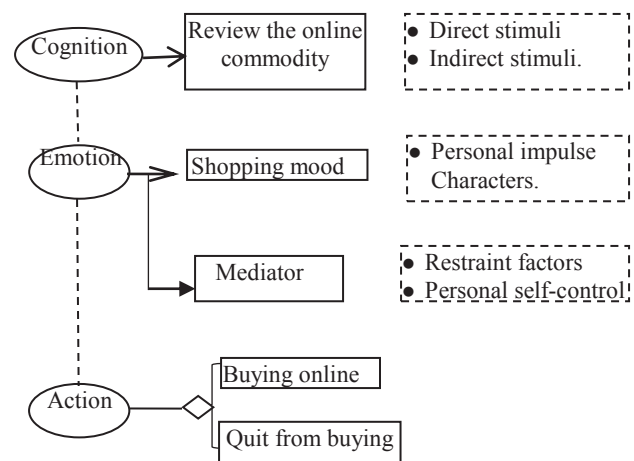 Cognition
Review the online
commodity
● Direct stimuli
● Indirect stimuli.
Emotion
Shopping mood
● Personal impulse
Characters.
Mediator
● Restraint factors
● Personal self-control
Action
Buying online
Quit from buying